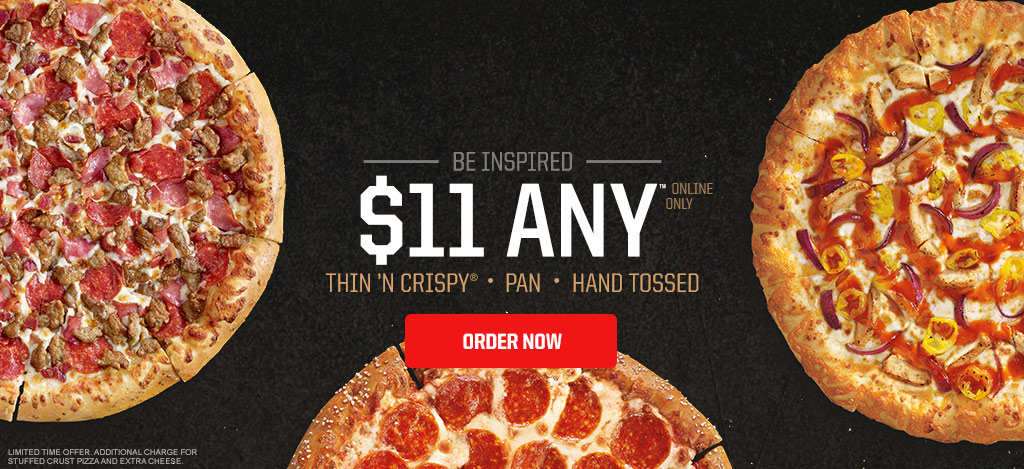 BE INSPIRED
$11 ANY™ ONLINE
ONLY
THIN 'N CRISPY® • PAN • HAND TOSSED
ORDER NOW
LIMITED TIME OFFER. ADDITIONAL CHARGE FOR
STUFFED CRUST PIZZA AND EXTRA CHEESE.